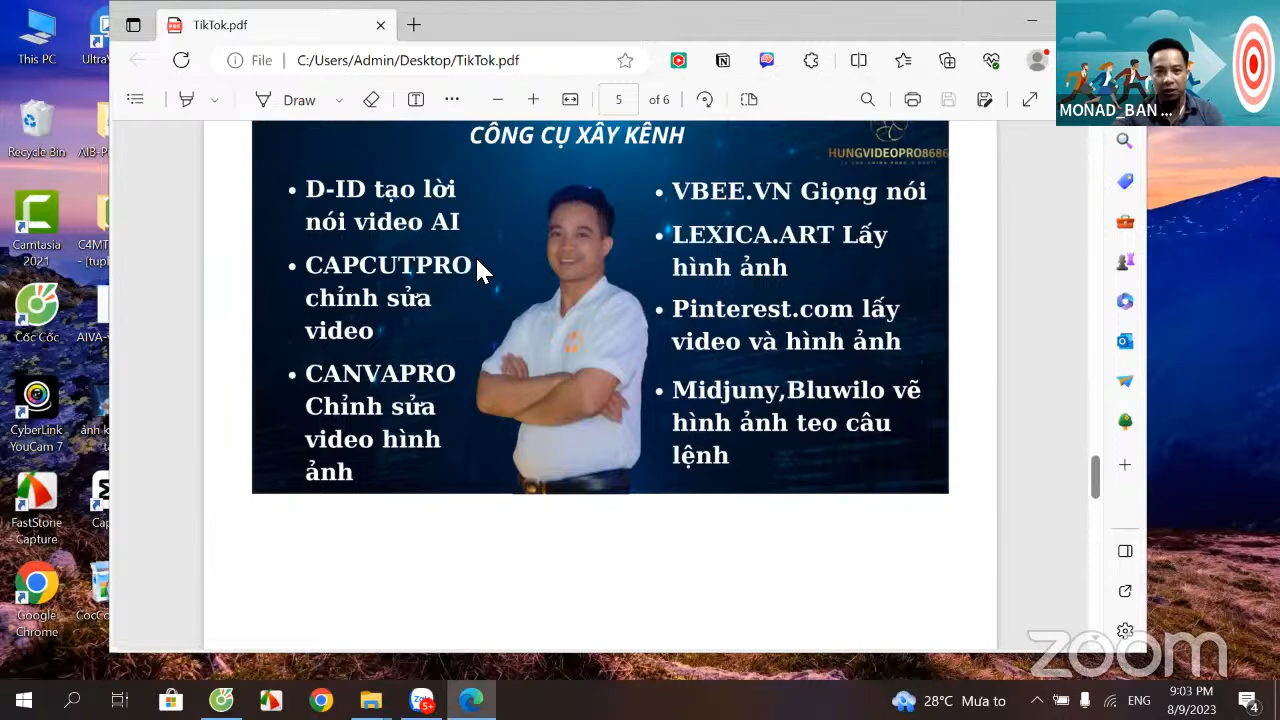 TikTok.pdf
File
C:/Users/Admin/Desktop/TikTok.pdf
Draw
5
of 6
MONAD_BAN ...
CÔNG CỤ XÂY KÊNH
HUNGVIDEOPRO8686
• D-ID tạo lời
nói video AI
• CAPCUTPRO
chỉnh sửa
video
• CANVAPRO
Chỉnh sửa
video hình
ảnh
• VBEE.VN Giọng nói
• LEXICA.ART Lấy
hình ảnh
• Pinterest.com lấy
video và hình ảnh
• Midjuny,Bluwilo vẽ
hình ảnh teo câu
lệnh
This PC
Recycle Bin
Camtasia
2021
Cốc Cốc
CyberLink
YouCam 7
FastStone
Capture
Google
Chrome
zoom
28°C
Mưa to
ENG
9:03 PM
8/9/2023
4
5+